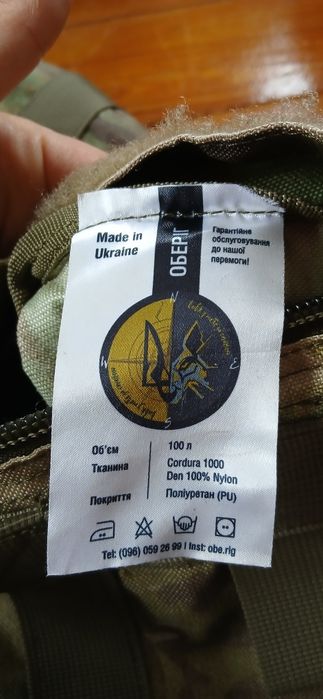 Made in
Ukraine
ОБЕРІГ
Гарантійне
обслуговування
до нашої
перемоги!
N
W
E
S
Об'єм 100 л
Тканина Cordura 1000
Den 100% Nylon
Покриття Поліуретан (PU)
Tel: (096) 059 26 99 I Inst: obe.rig